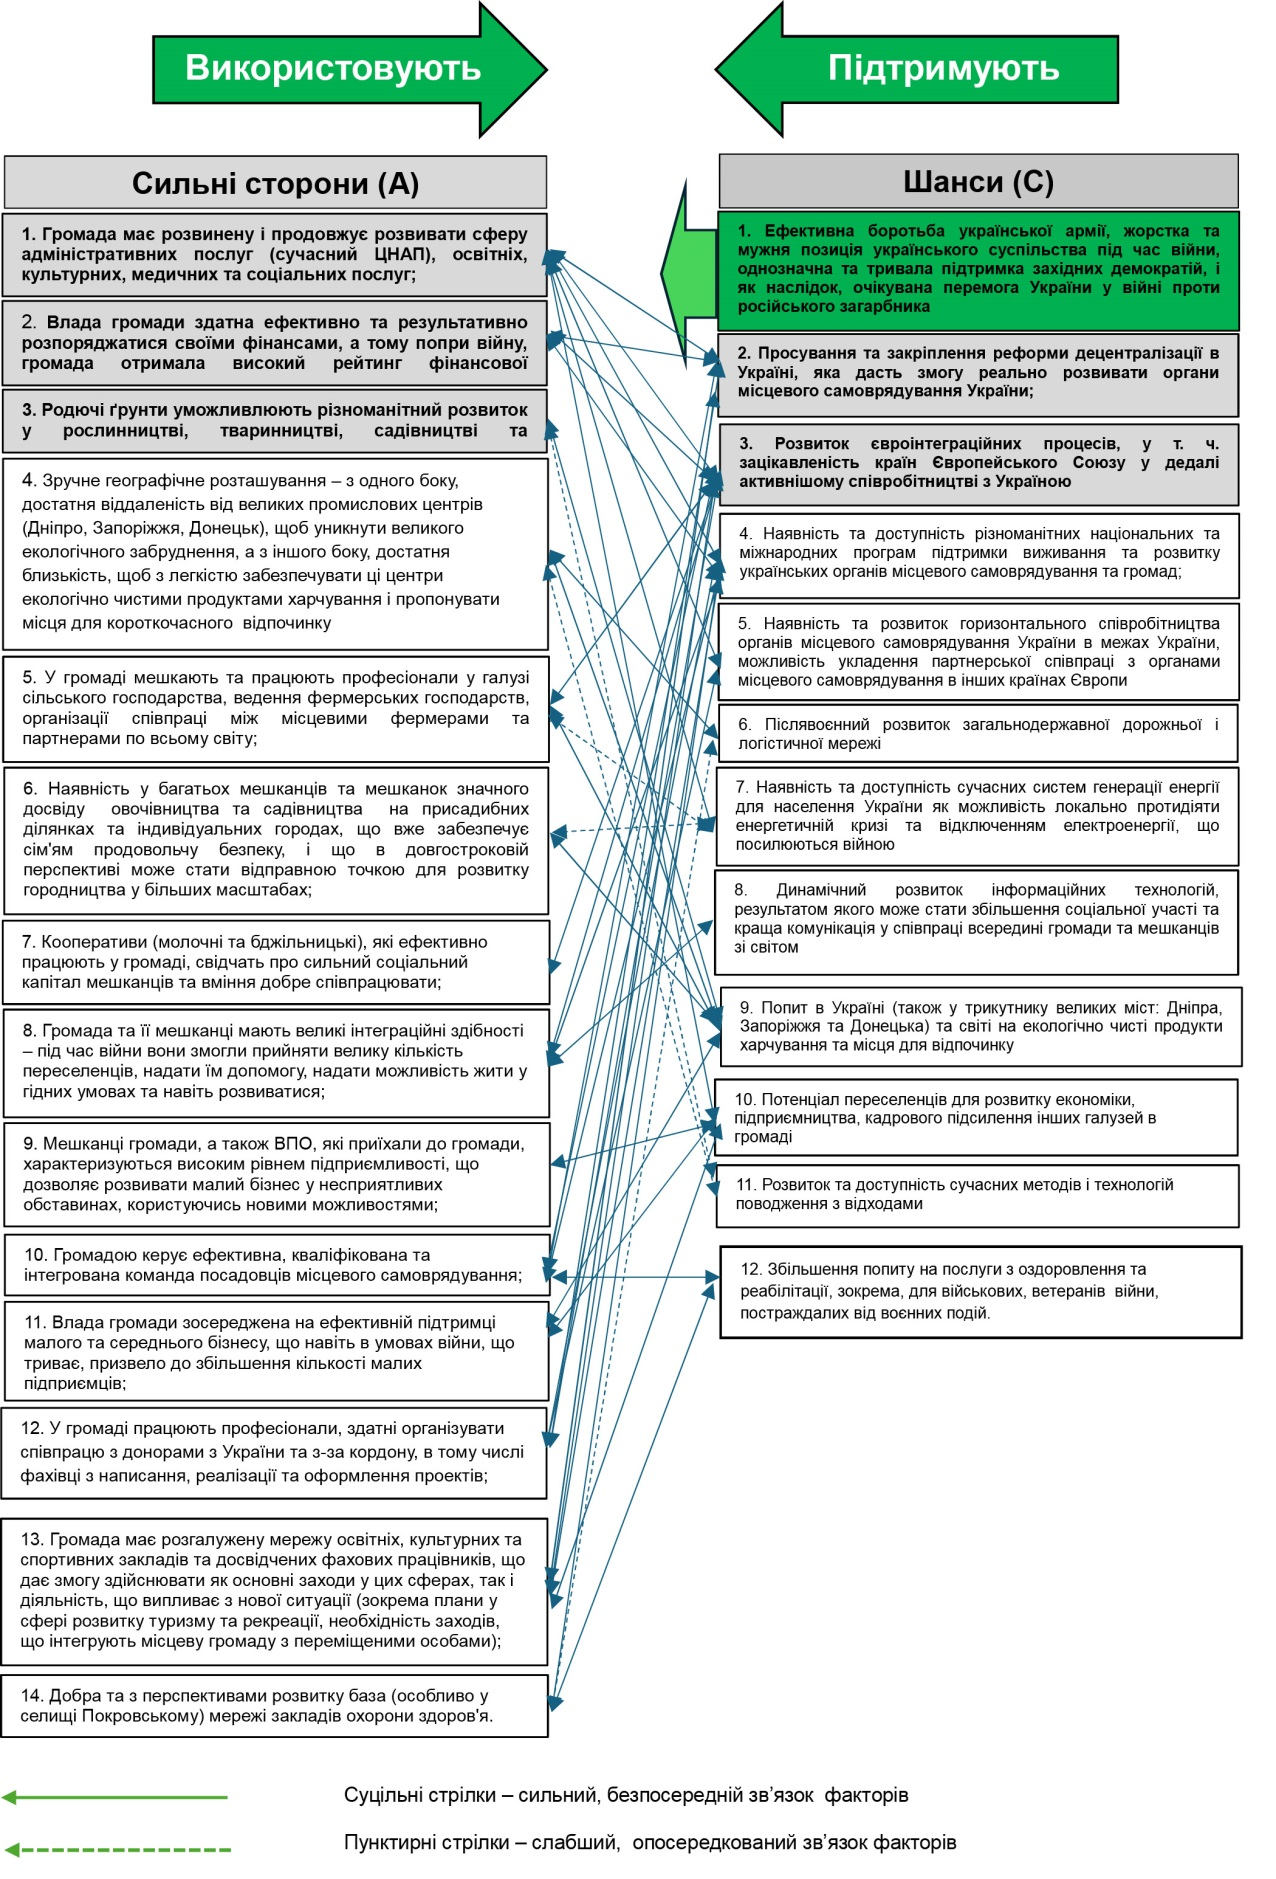 Використовують
Підтримують
Сильні сторони (А)
1. Громада має розвинену і продовжує розвивати сферу
адміністративних послуг (сучасний ЦНАП), освітніх,
культурних, медичних та соціальних послуг;
2. Влада громади здатна ефективно та результативно
розпоряджатися своїми фінансами, а тому попри війну,
громада отримала високий рейтинг фінансової
3. Родючі ґрунти уможливлюють різноманітний розвиток
у рослинництві, тваринництві, садівництві та
4. Зручне географічне розташування – з одного боку,
достатня віддаленість від великих промислових центрів
(Дніпро, Запоріжжя, Донецьк), щоб уникнути великого
екологічного забруднення, а з іншого боку, достатня
близькість, щоб з легкістю забезпечувати ці центри
екологічно чистими продуктами харчування і пропонувати
місця для короткочасного відпочинку
5. У громаді мешкають та працюють професіонали у галузі
сільського господарства, ведення фермерських господарств,
організації співпраці між місцевими фермерами та
партнерами по всьому світу;
6. Наявність у багатьох мешканців та мешканок значного
досвіду овочівництва та садівництва на присадибних
ділянках та індивідуальних городах, що вже забезпечує
сім'ям продовольчу безпеку, і що в довгостроковій
перспективі може стати відправною точкою для розвитку
городництва у більших масштабах;
7. Кооперативи (молочні та бджільницькі), які ефективно
працюють у громаді, свідчать про сильний соціальний
капітал мешканців та вміння добре співпрацювати;
8. Громада та її мешканці мають великі інтеграційні здібності
– під час війни вони змогли прийняти велику кількість
переселенців, надати їм допомогу, надати можливість жити у
гідних умовах та навіть розвиватися;
9. Мешканці громади, а також ВПО, які приїхали до громади,
характеризуються високим рівнем підприємливості, що
дозволяє розвивати малий бізнес у несприятливих
обставинах, користуючись новими можливостями;
10. Громадою керує ефективна, кваліфікована та
інтегрована команда посадовців місцевого самоврядування;
11. Влада громади зосереджена на ефективній підтримці
малого та середнього бізнесу, що навіть в умовах війни, що
триває, призвело до збільшення кількості малих
підприємців;
12. У громаді працюють професіонали, здатні організувати
співпрацю з донорами з України та з-за кордону, в тому числі
фахівці з написання, реалізації та оформлення проектів;
13. Громада має розгалужену мережу освітніх, культурних та
спортивних закладів та досвідчених фахових працівників, що
дає змогу здійснювати як основні заходи у цих сферах, так і
діяльність, що випливає з нової ситуації (зокрема плани у
сфері розвитку туризму та рекреації, необхідність заходів,
що інтегрують місцеву громаду з переміщеними особами);
14. Добра та з перспективами розвитку база (особливо у
селищі Покровському) мережі закладів охорони здоров'я.
Шанси (С)
1. Ефективна боротьба української армії, жорстка та
мужня позиція українського суспільства під час війни,
однозначна та тривала підтримка західних демократій, і
як наслідок, очікувана перемога України у війні проти
російського загарбника
2. Просування та закріплення реформи децентралізації в
Україні, яка дасть змогу реально розвивати органи
місцевого самоврядування України;
3. Розвиток євроінтеграційних процесів, у т. ч.
зацікавленість країн Європейського Союзу у дедалі
активнішому співробітництві з Україною
4. Наявність та доступність різноманітних національних та
міжнародних програм підтримки виживання та розвитку
українських органів місцевого самоврядування та громад;
5. Наявність та розвиток горизонтального співробітництва
органів місцевого самоврядування України в межах України,
можливість укладення партнерської співпраці з органами
місцевого самоврядування в інших країнах Європи
6. Післявоєнний розвиток загальнодержавної дорожньої і
логістичної мережі
7. Наявність та доступність сучасних систем генерації енергії
для населення України як можливість локально протидіяти
енергетичній кризі та відключенням електроенергії, що
посилюються війною
8. Динамічний розвиток інформаційних технологій,
результатом якого може стати збільшення соціальної участі та
краща комунікація у співпраці всередині громади та мешканців
зі світом
9. Попит в Україні (також у трикутнику великих міст: Дніпра,
Запоріжжя та Донецька) та світі на екологічно чисті продукти
харчування та місця для відпочинку
10. Потенціал переселенців для розвитку економіки,
підприємництва, кадрового підсилення інших галузей в
громаді
11. Розвиток та доступність сучасних методів і технологій
поводження з відходами
12. Збільшення попиту на послуги з оздоровлення та
реабілітації, зокрема, для військових, ветеранів війни,
постраждалих від воєнних подій.
Суцільні стрілки – сильний, безпосередній зв’язок факторів
Пунктирні стрілки – слабший, опосередкований зв’язок факторів